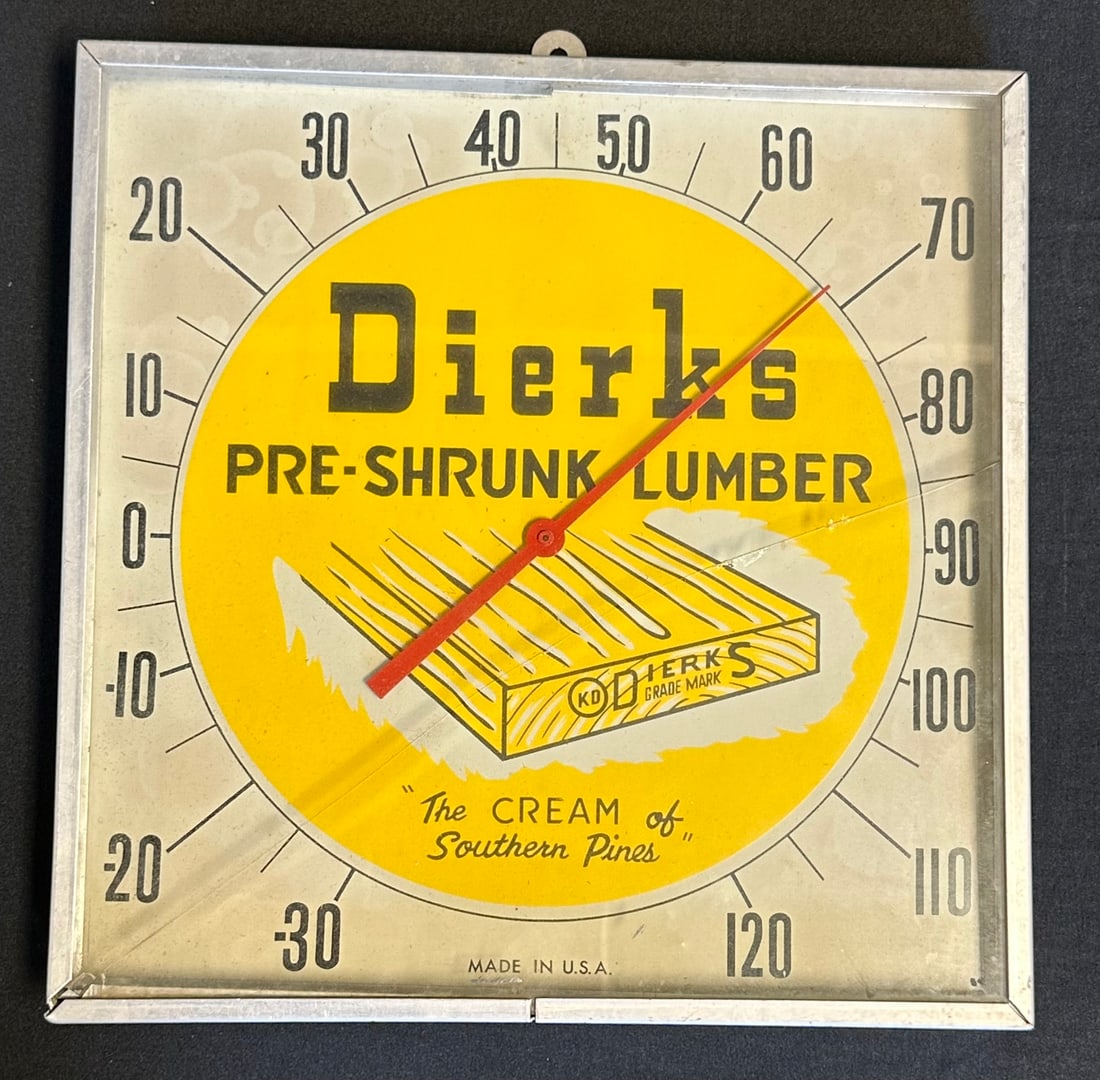 30 40 50 60
20 70
10 80
0 90
-10 100
-20 110
-30 120
Dierks
PRE-SHRUNK LUMBER
KD DIERKS
GRADE MARK
"The CREAM of
Southern Pines"
MADE IN U.S.A.